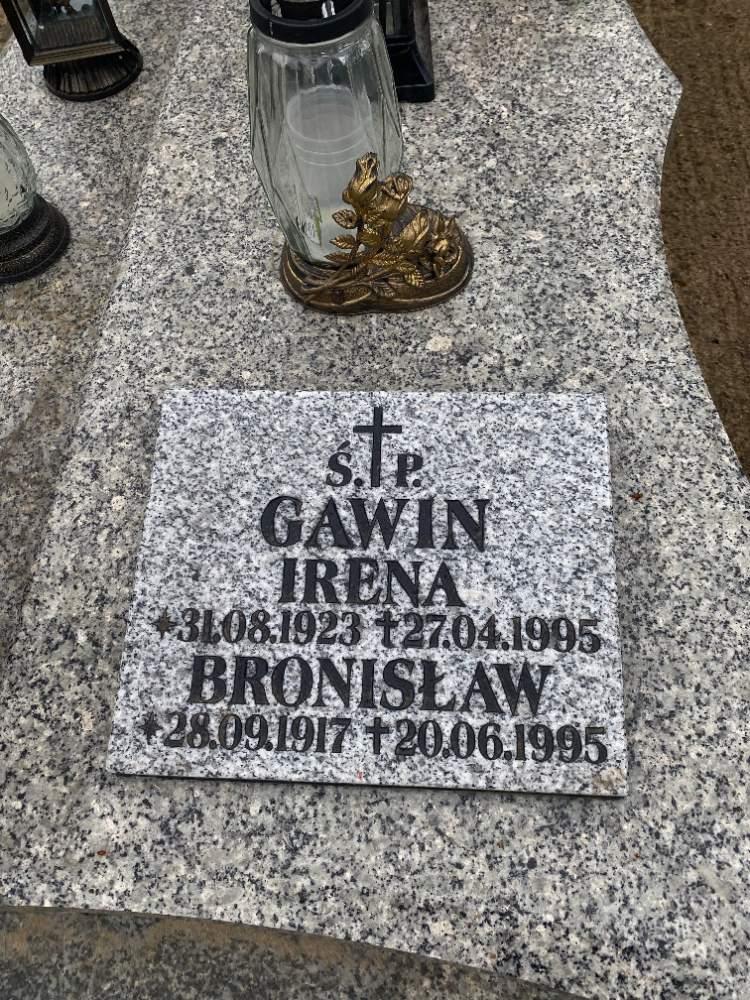 Ś. P.
GAWIN
IRENA
*31.08.1923 †27.04.1995
BRONISŁAW
*28.09.1917 †20.06.1995